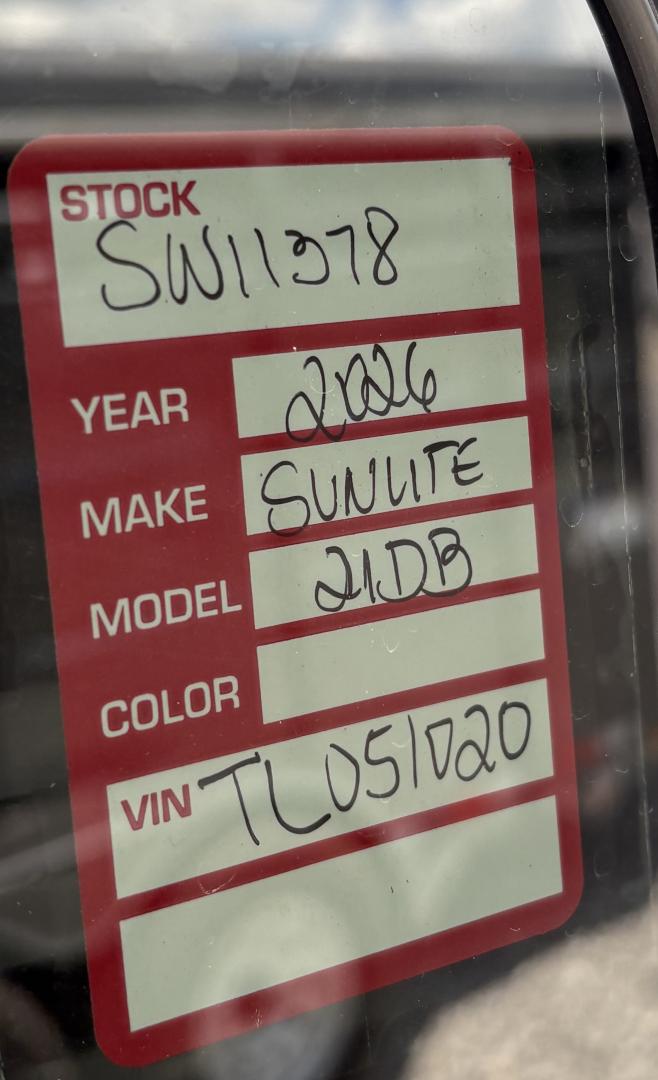 STOCK
SW11378
YEAR 2026
MAKE SUNLITE
MODEL 21DB
COLOR
VIN TL051020